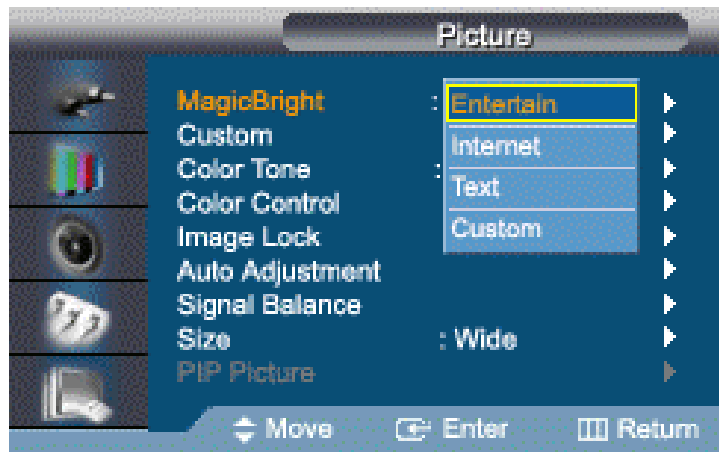 Picture
MagicBright : Entertain
Custom
Internet
Color Tone :
Text
Color Control
Custom
Image Lock
Auto Adjustment
Signal Balance
Size : Wide
PIP Picture
Move Enter Return